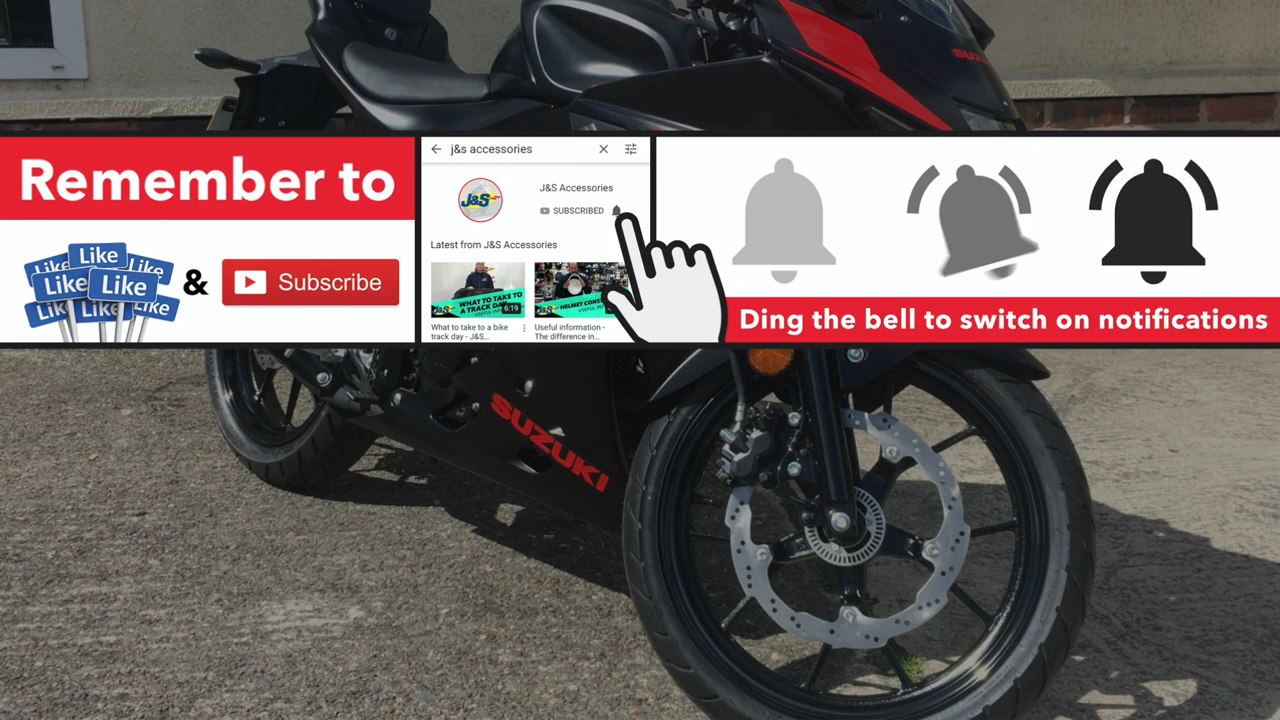 Remember to
Like
Like
Like
Like
Like
Like
Like
&
Subscribe
j&s accessories
J&S
J&S Accessories
SUBSCRIBED
Latest from J&S Accessories
WHAT TO TAKE TO
A TRACK DAY
6:19
What to take to a bike
track day - J&S...
Useful information -
The difference in...
Ding the bell to switch on notifications
SUZUKI